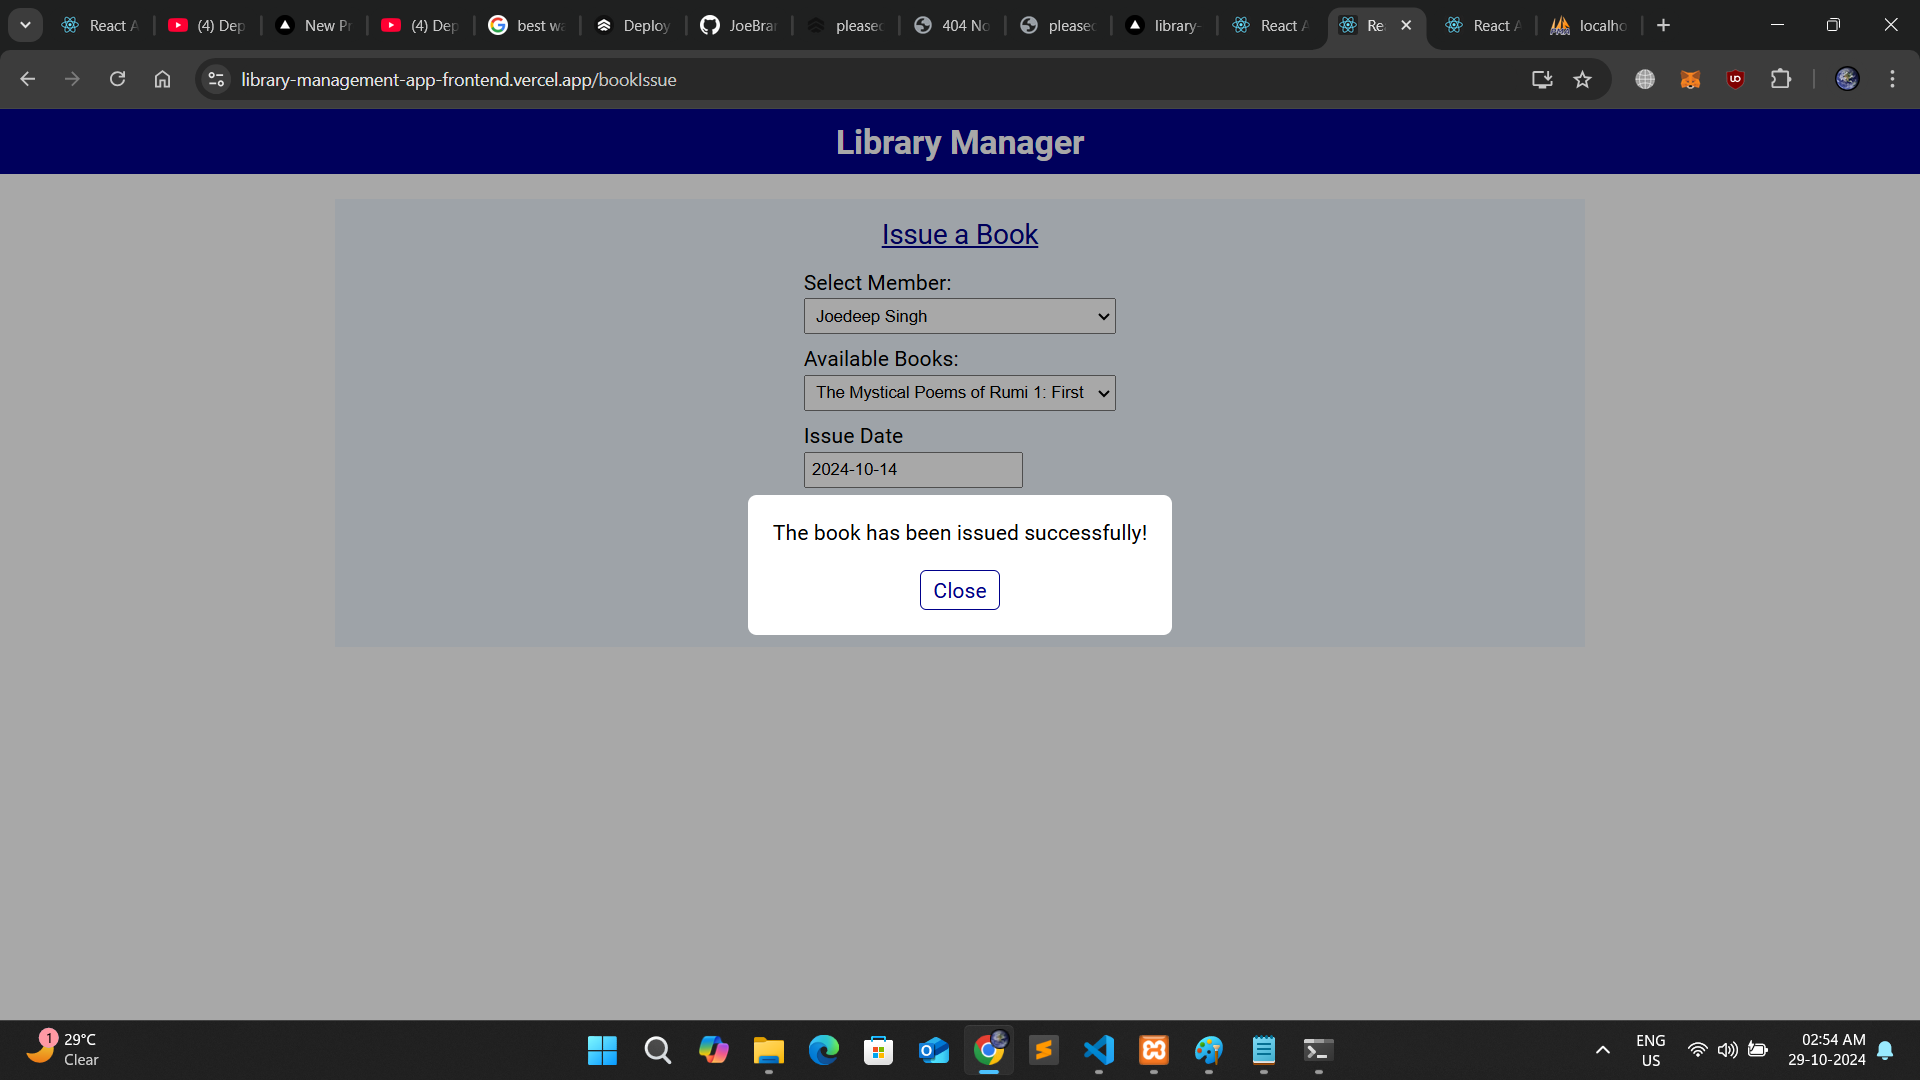 React A
(4) Dep
New Pr
(4) Dep
best wa
Deploy
JoeBran
pleasec
404 No
pleasec
library-
React A
Re
React A
localho
library-management-app-frontend.vercel.app/bookIssue
Library Manager
Issue a Book
Select Member:
Joedeep Singh
Available Books:
The Mystical Poems of Rumi 1: First
Issue Date
2024-10-14
The book has been issued successfully!
Close
1
29°C
Clear
ENG
US
02:54 AM
29-10-2024